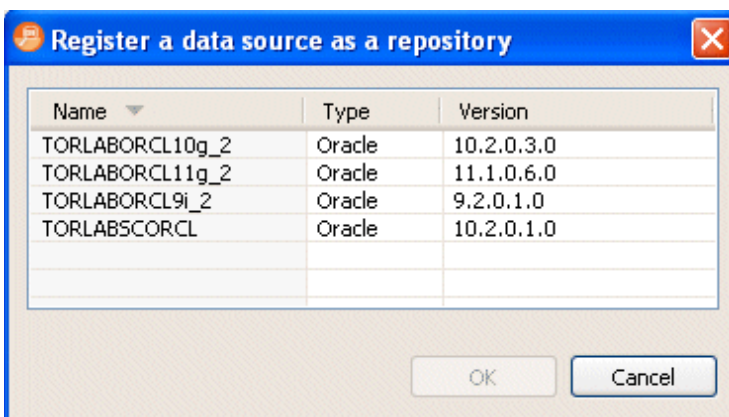 Register a data source as a repository
Name Type Version
TORLABORCL10g_2 Oracle 10.2.0.3.0
TORLABORCL11g_2 Oracle 11.1.0.6.0
TORLABORCL9i_2 Oracle 9.2.0.1.0
TORLABSCORCL Oracle 10.2.0.1.0
OK Cancel